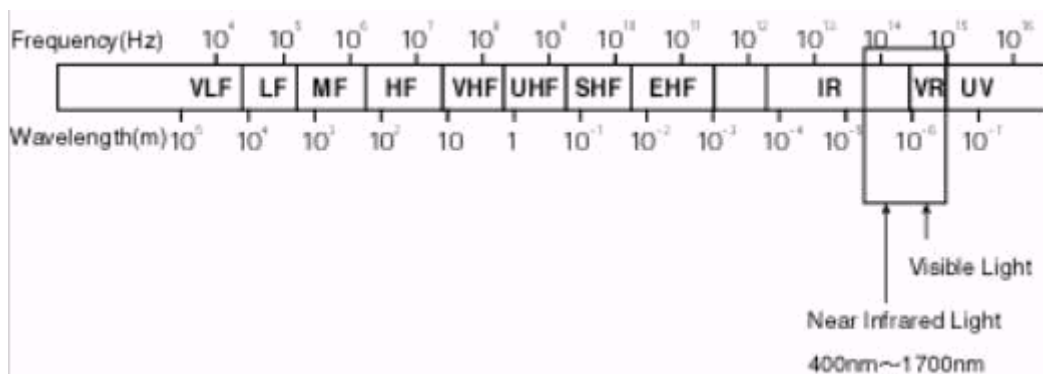 Frequency(Hz) 10⁴ 10⁵ 10⁶ 10⁷ 10⁸ 10⁹ 10¹⁰ 10¹¹ 10¹² 10¹³ 10¹⁴ 10¹⁵ 10¹⁶
VLF LF MF HF VHF UHF SHF EHF IR VR UV
Wavelength(m) 10⁵ 10⁴ 10³ 10² 10 1 10⁻¹ 10⁻² 10⁻³ 10⁻⁴ 10⁻⁵ 10⁻⁶ 10⁻⁷
Visible Light
Near Infrared Light
400nm～1700nm